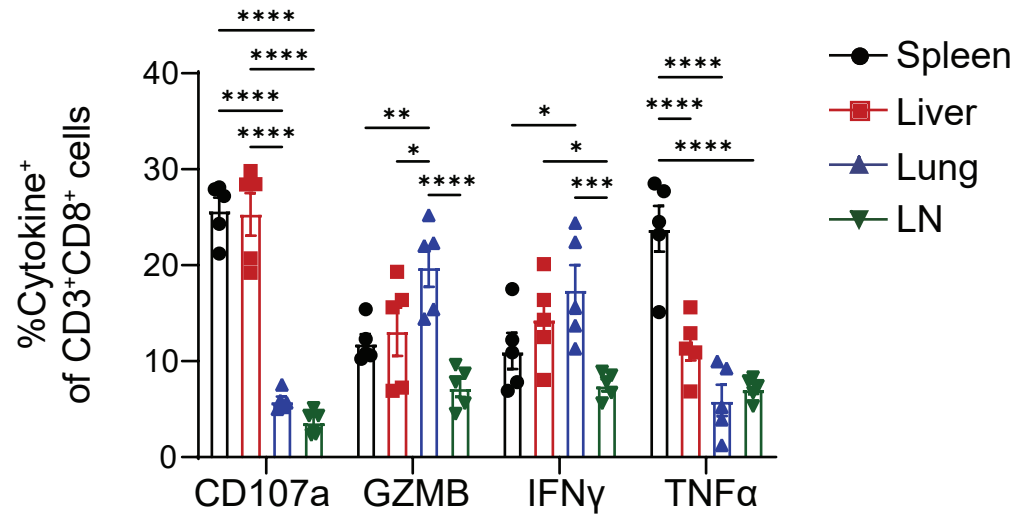 ****
****
****
****
**
*
****
*
*
***
****
****
****
%Cytokine⁺
of CD3⁺CD8⁺ cells
40
30
20
10
0
CD107a GZMB IFNγ TNFα
Spleen
Liver
Lung
LN